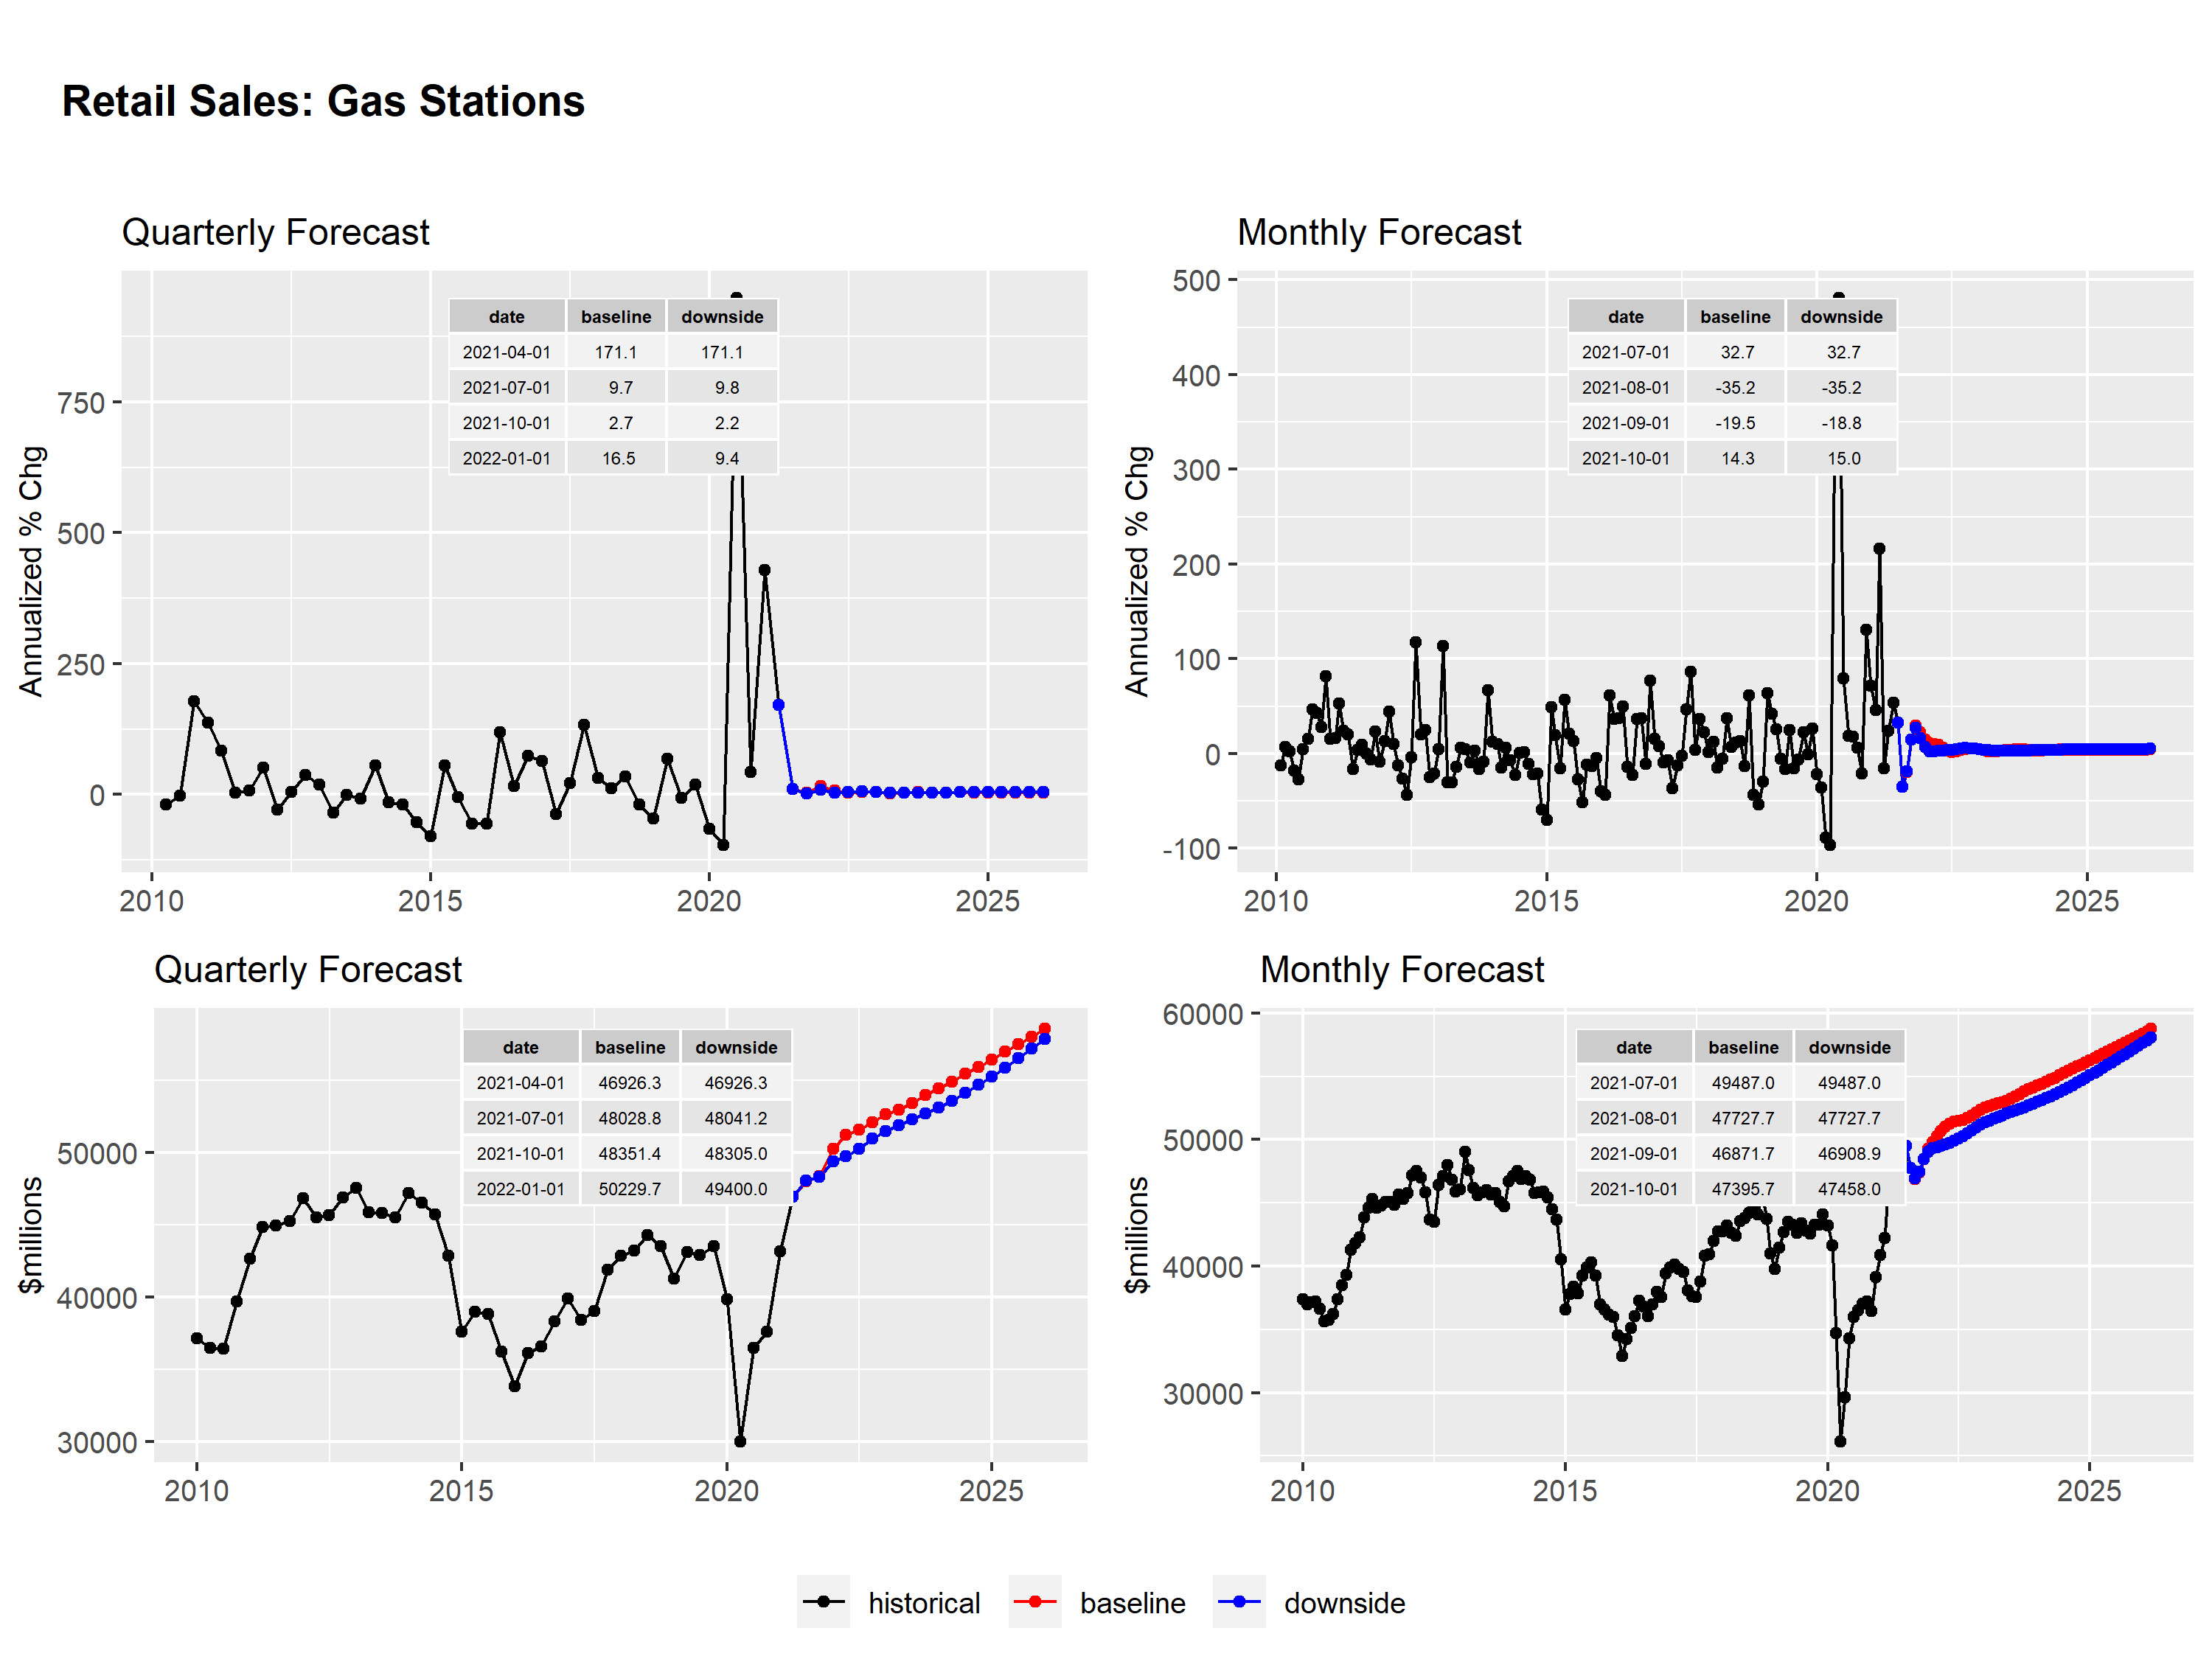 Retail Sales: Gas Stations
Quarterly Forecast
Annualized % Chg
750
500
250
0
2010 2015 2020 2025
date baseline downside
2021-04-01 171.1 171.1
2021-07-01 9.7 9.8
2021-10-01 2.7 2.2
2022-01-01 16.5 9.4
Monthly Forecast
Annualized % Chg
500
400
300
200
100
0
-100
2010 2015 2020 2025
date baseline downside
2021-07-01 32.7 32.7
2021-08-01 -35.2 -35.2
2021-09-01 -19.5 -18.8
2021-10-01 14.3 15.0
Quarterly Forecast
$millions
50000
40000
30000
2010 2015 2020 2025
date baseline downside
2021-04-01 46926.3 46926.3
2021-07-01 48028.8 48041.2
2021-10-01 48351.4 48305.0
2022-01-01 50229.7 49400.0
Monthly Forecast
$millions
60000
50000
40000
30000
2010 2015 2020 2025
date baseline downside
2021-07-01 49487.0 49487.0
2021-08-01 47727.7 47727.7
2021-09-01 46871.7 46908.9
2021-10-01 47395.7 47458.0
historical baseline downside